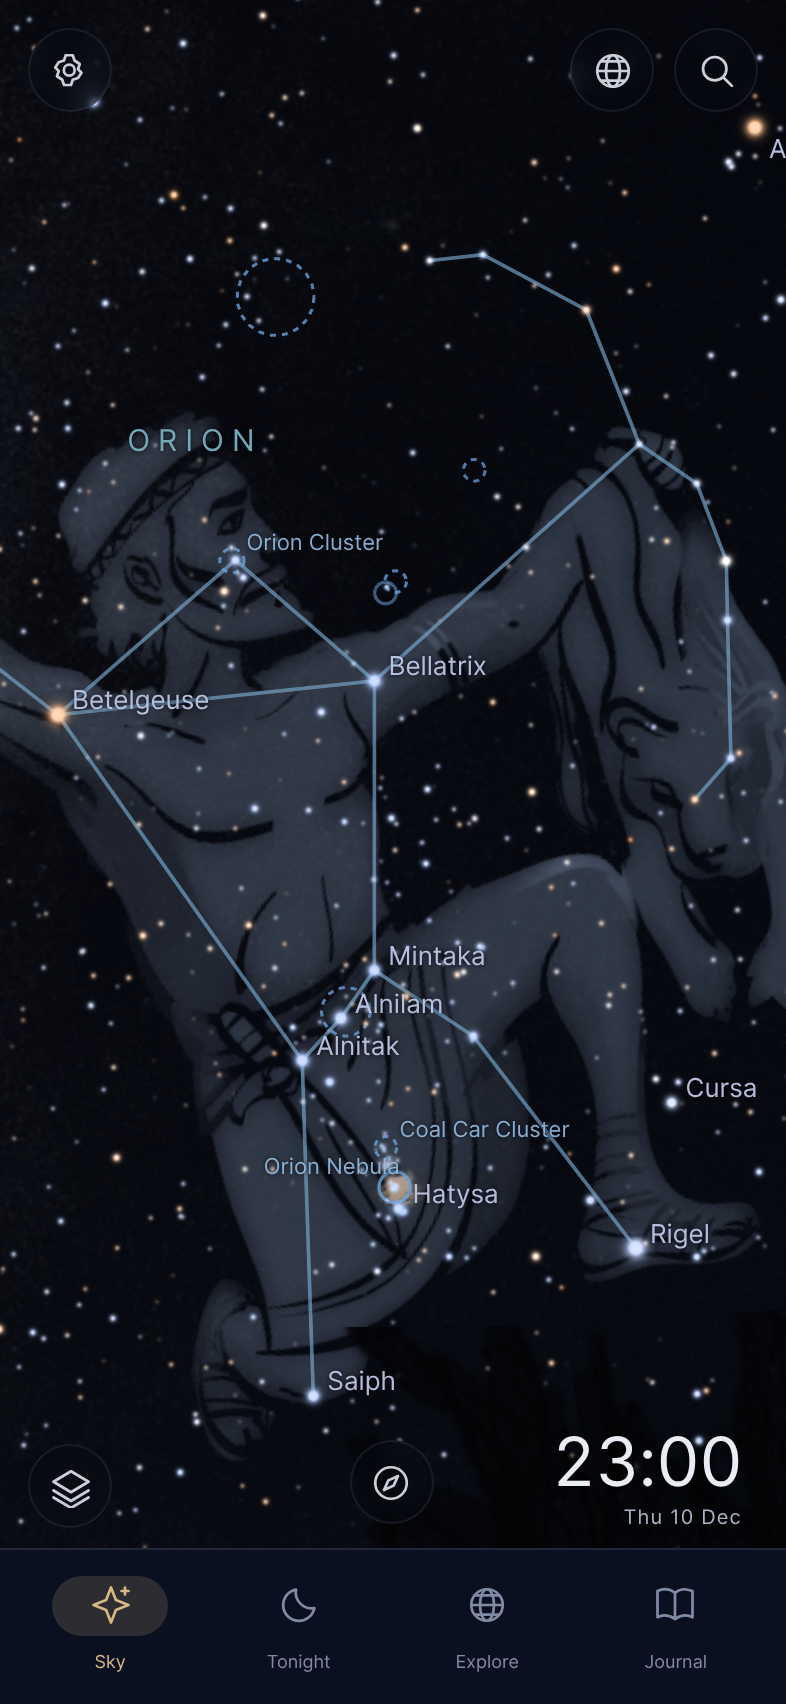 A
ORION
Orion Cluster
Bellatrix
Betelgeuse
Mintaka
Alnilam
Alnitak
Cursa
Coal Car Cluster
Orion Nebula
Hatysa
Rigel
Saiph
23:00
Thu 10 Dec
Sky
Tonight
Explore
Journal